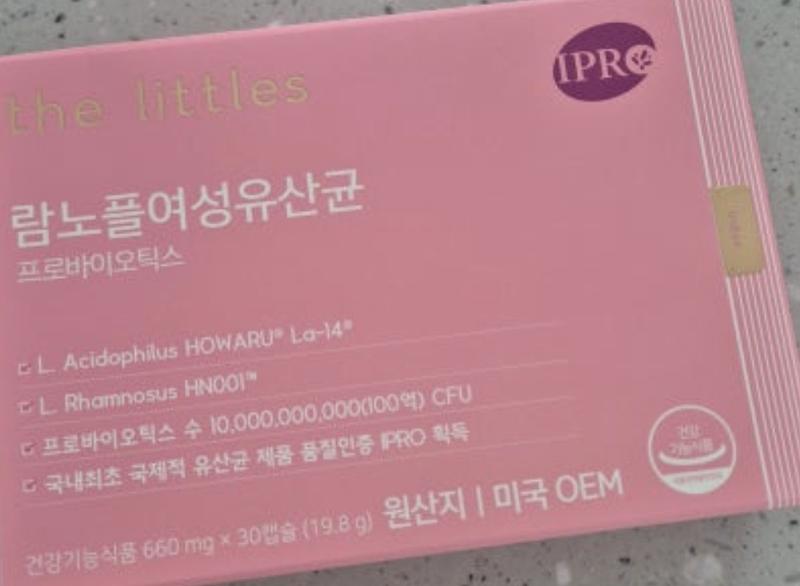 the littles
IPRO
람노플여성유산균
프로바이오틱스
L. Acidophilus HOWARU® La-14®
L. Rhamnosus HN001™
프로바이오틱스 수 10,000,000,000(100억) CFU
국내최초 국제적 유산균 제품 품질인증 IPRO 획득
건강
기능식품
건강기능식품 660 mg × 30캡슐 (19.8 g) 원산지 | 미국 OEM